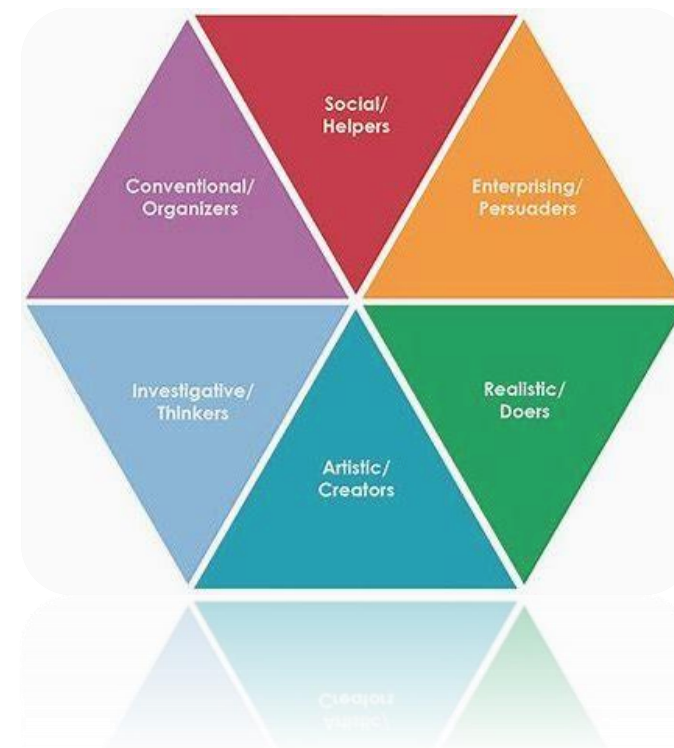 Social/
Helpers
Conventional/
Organizers
Enterprising/
Persuaders
Investigative/
Thinkers
Realistic/
Doers
Artistic/
Creators